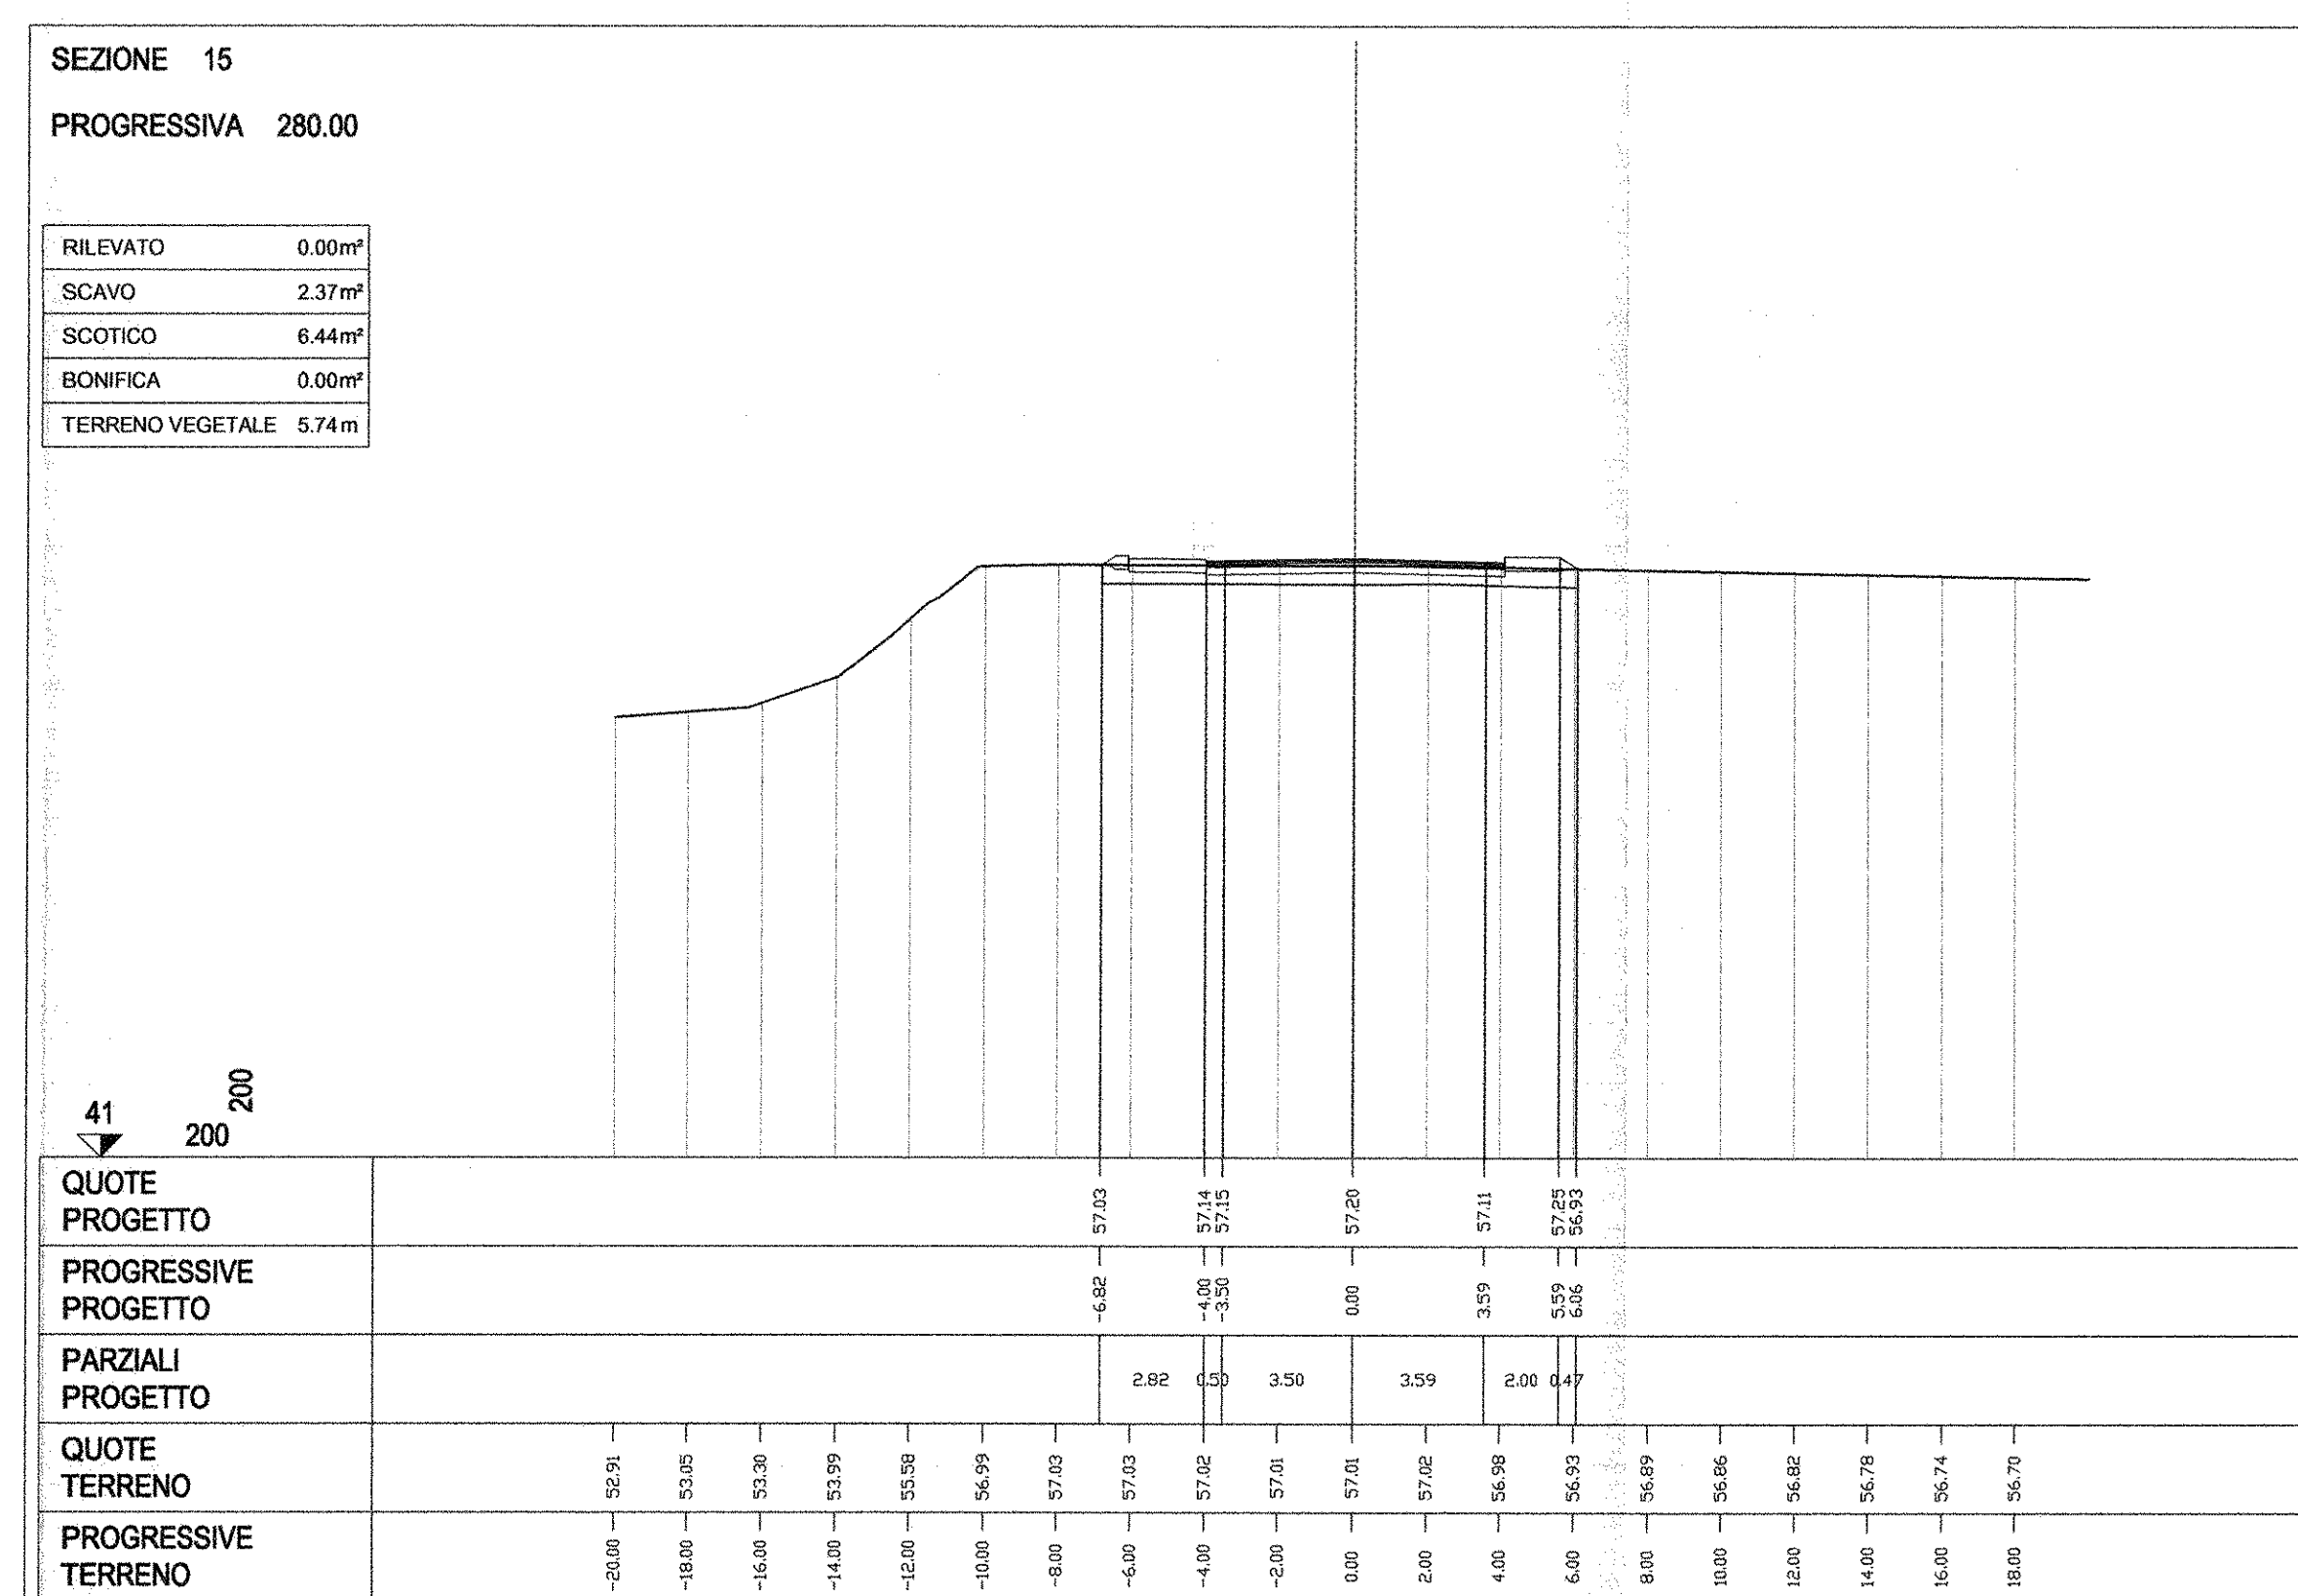 SEZIONE 15
PROGRESSIVA 280.00
RILEVATO 0.00m²
SCAVO 2.37m²
SCOTICO 6.44m²
BONIFICA 0.00m²
TERRENO VEGETALE 5.74m
200
41
200
QUOTE
PROGETTO
57.03 57.14 57.15 57.20 57.11 57.25 56.93
PROGRESSIVE
PROGETTO
-6.82 -4.00 -3.50 0.00 3.59 5.59 6.06
PARZIALI
PROGETTO
2.82 0.50 3.50 3.59 2.00 0.47
QUOTE
TERRENO
52.91 53.05 53.30 53.99 55.58 56.99 57.03 57.03 57.02 57.01 57.01 57.02 56.98 56.93 56.89 56.86 56.82 56.78 56.74 56.70
PROGRESSIVE
TERRENO
-20.00 -18.00 -16.00 -14.00 -12.00 -10.00 -8.00 -6.00 -4.00 -2.00 0.00 2.00 4.00 6.00 8.00 10.00 12.00 14.00 16.00 18.00